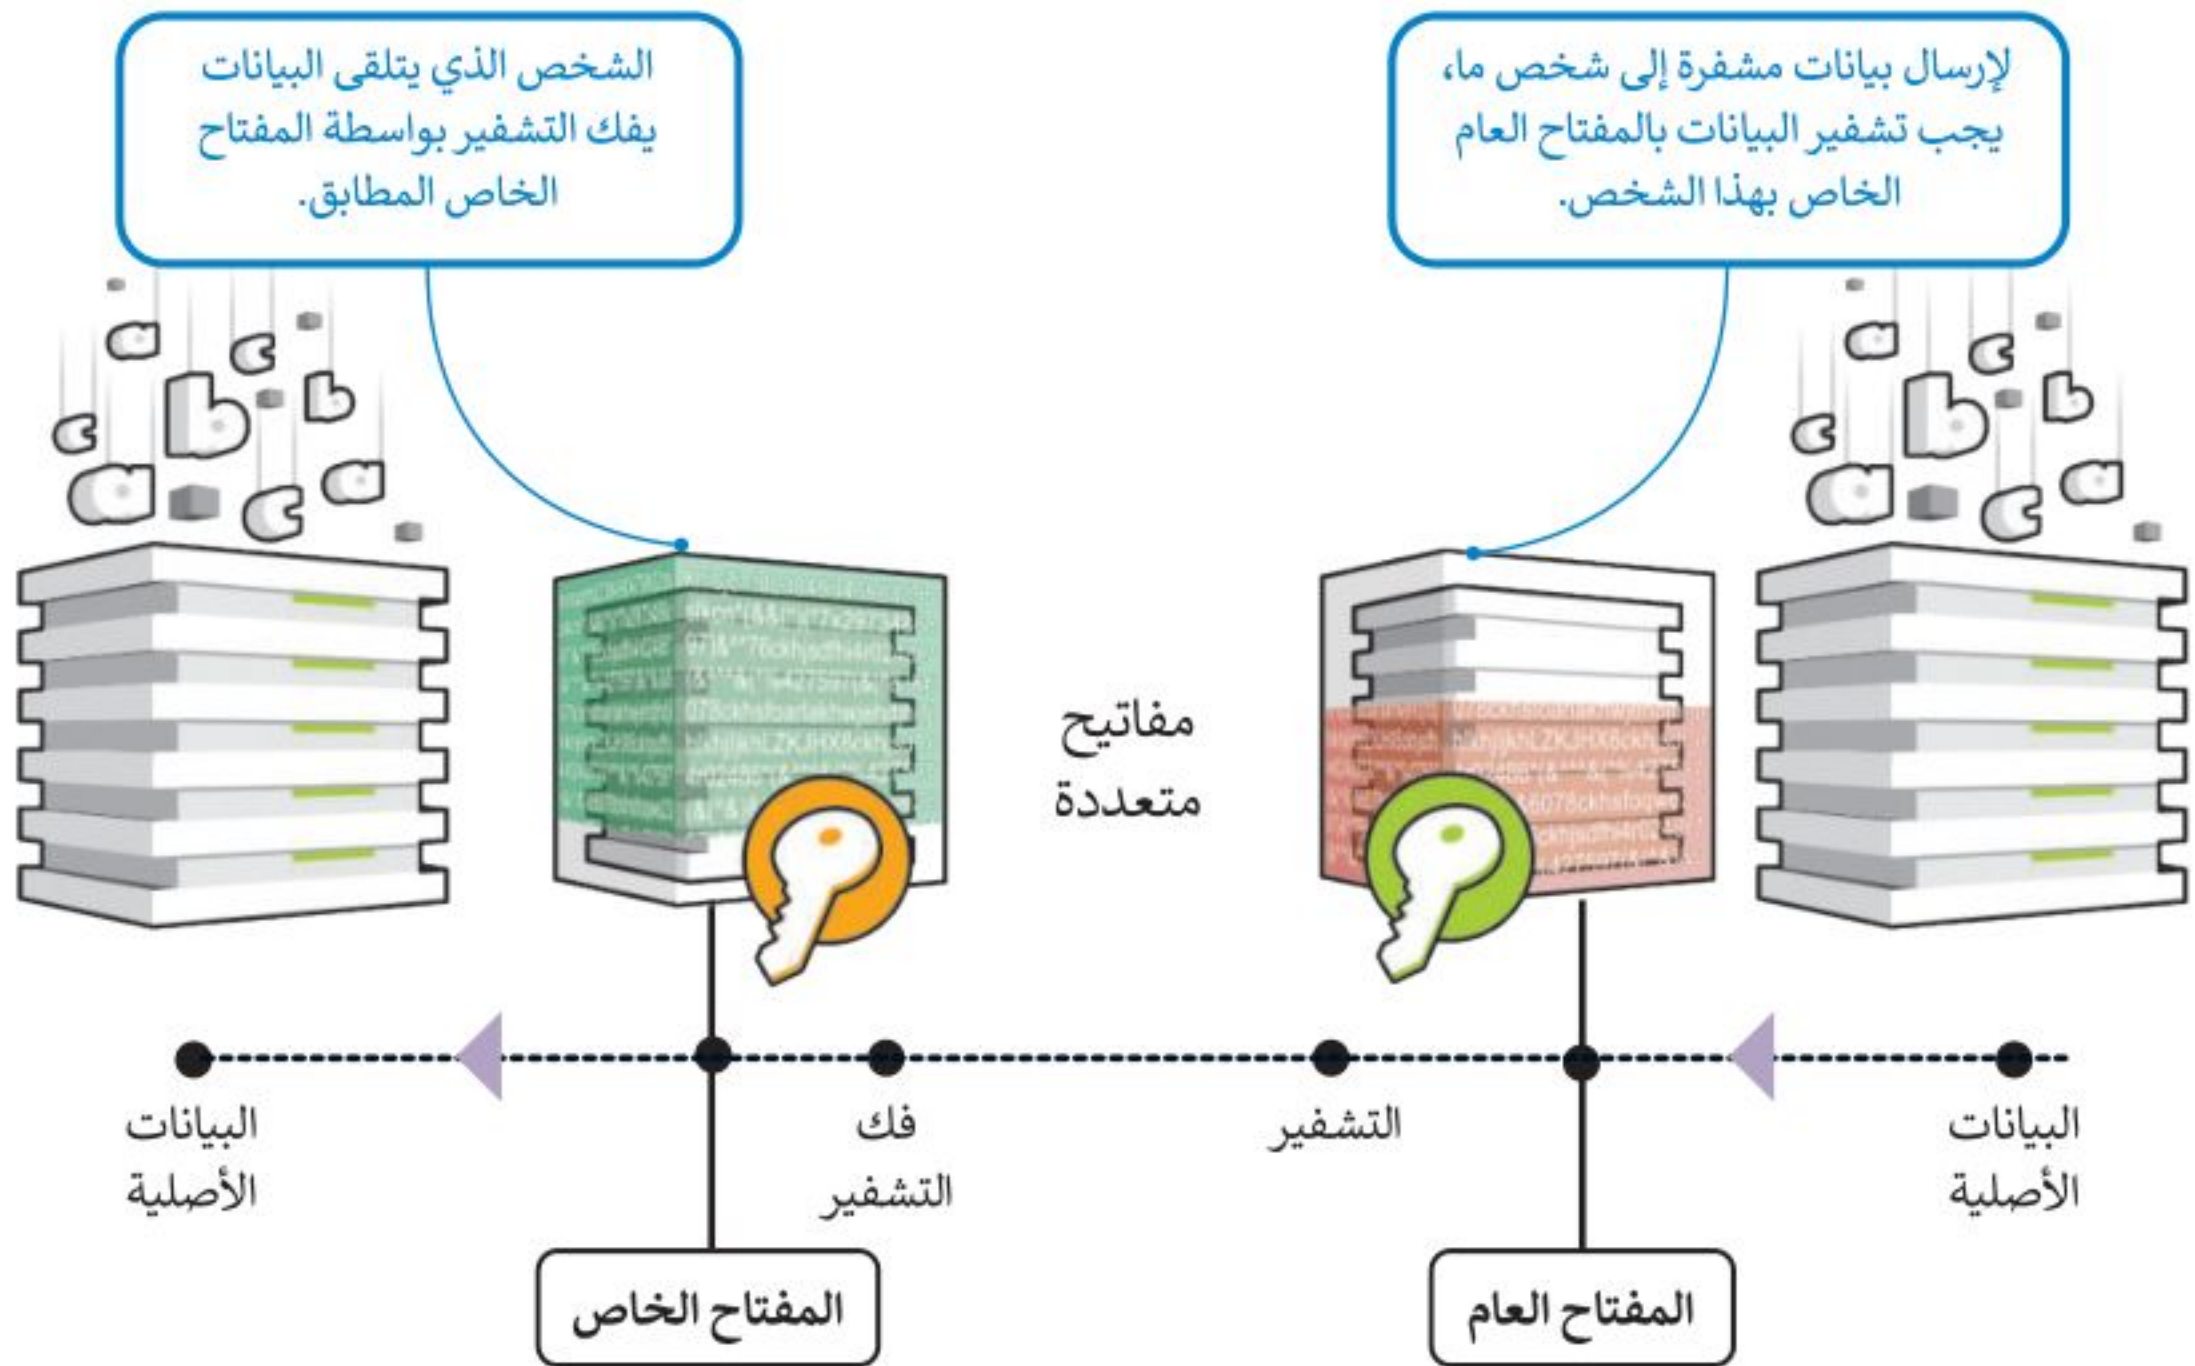 لإرسال بيانات مشفرة إلى شخص ما،
يجب تشفير البيانات بالمفتاح العام
الخاص بهذا الشخص.
الشخص الذي يتلقى البيانات
يفك التشفير بواسطة المفتاح
الخاص المطابق.
مفاتيح
متعددة
البيانات
الأصلية
التشفير
فك
التشفير
البيانات
الأصلية
المفتاح العام
المفتاح الخاص